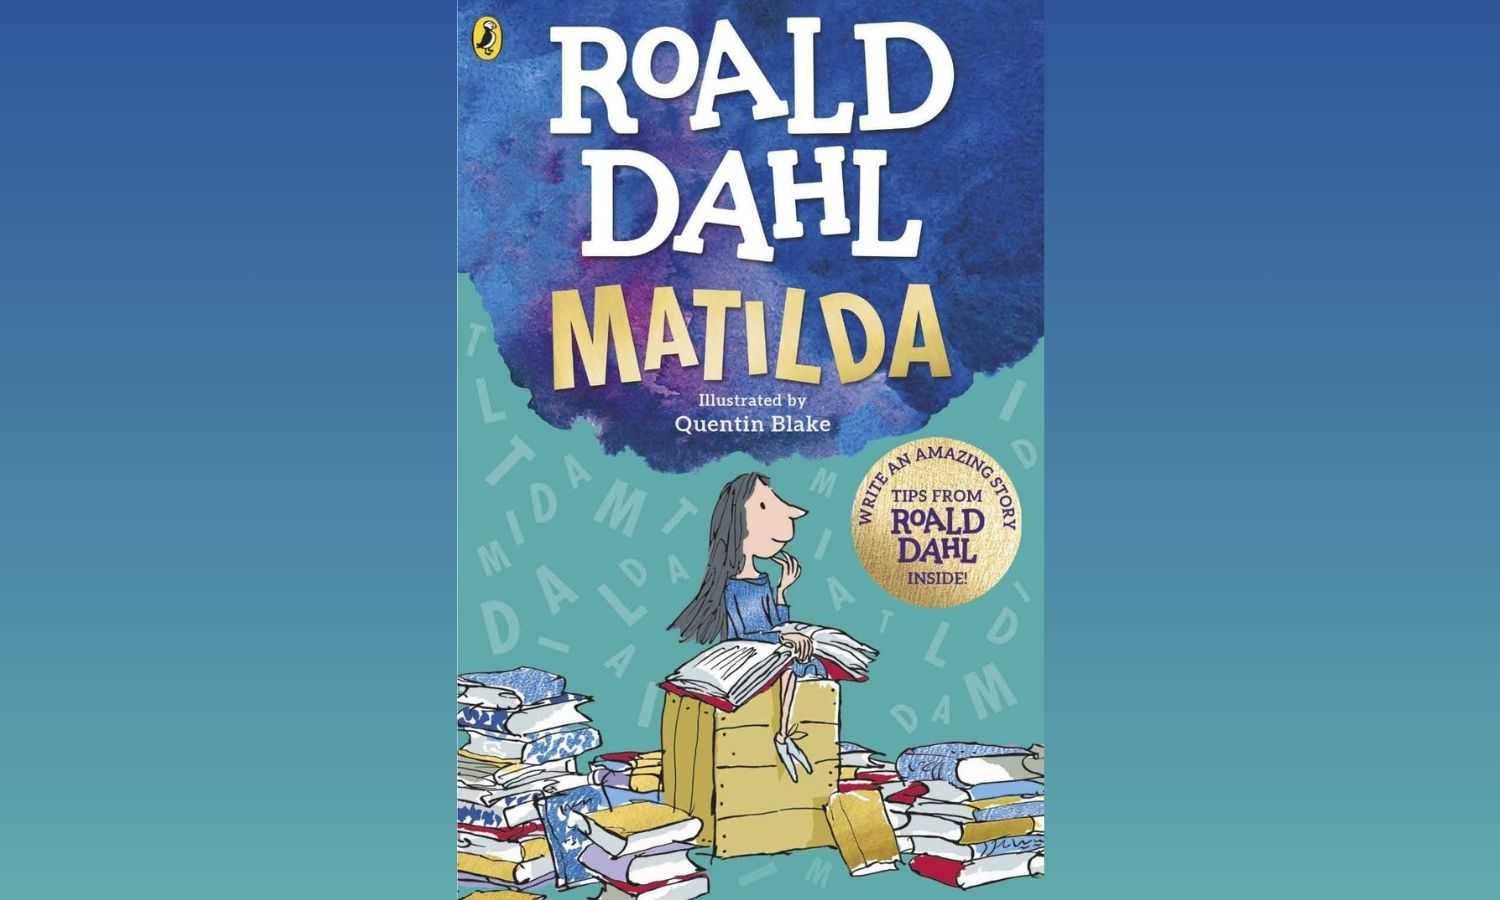 ROALD
DAHL
MATILDA
Illustrated by
Quentin Blake
WRITE AN AMAZING STORY
TIPS FROM
ROALD
DAHL
INSIDE!
T
L
T
M I D A
M T
I D
D A L D A
I A
I
M
I
A T
L D I
D A M
I M